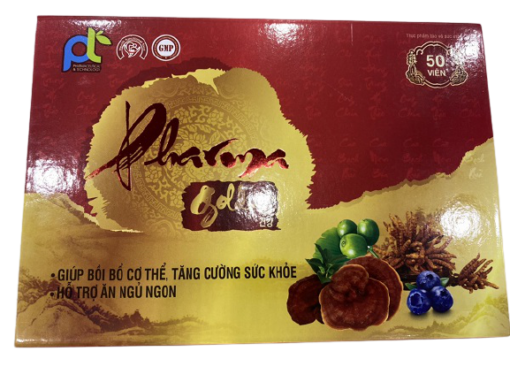 pt
GMP
50
VIÊN
Pharma
Gold
• GIÚP BỒI BỔ CƠ THỂ, TĂNG CƯỜNG SỨC KHỎE
• HỖ TRỢ ĂN NGỦ NGON